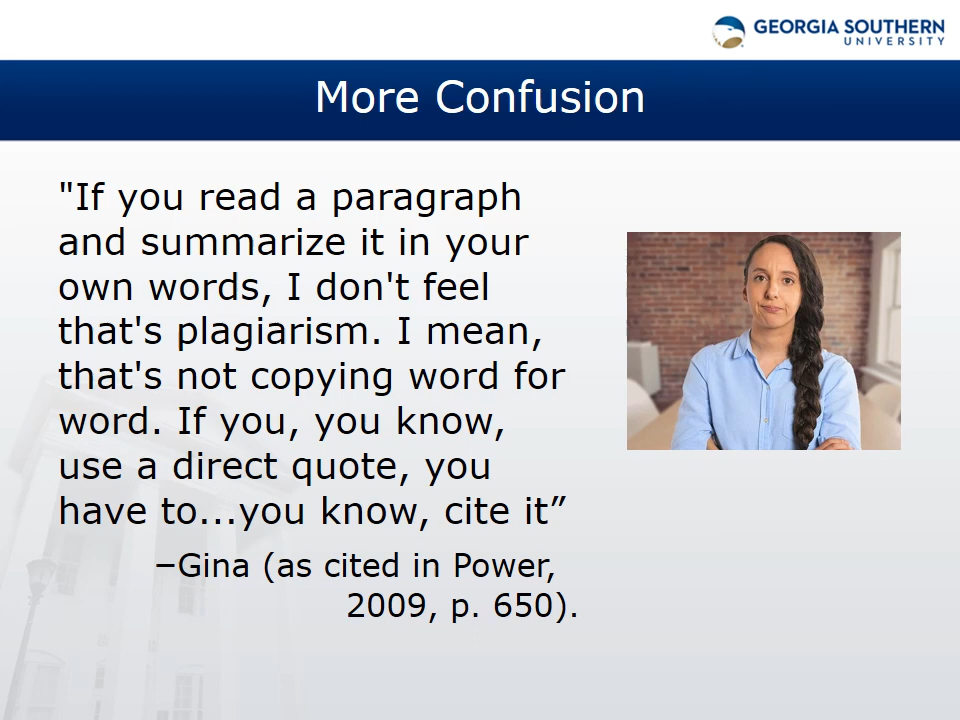 GEORGIA SOUTHERN
UNIVERSITY
More Confusion
"If you read a paragraph
and summarize it in your
own words, I don't feel
that's plagiarism. I mean,
that's not copying word for
word. If you, you know,
use a direct quote, you
have to...you know, cite it”
–Gina (as cited in Power,
2009, p. 650).